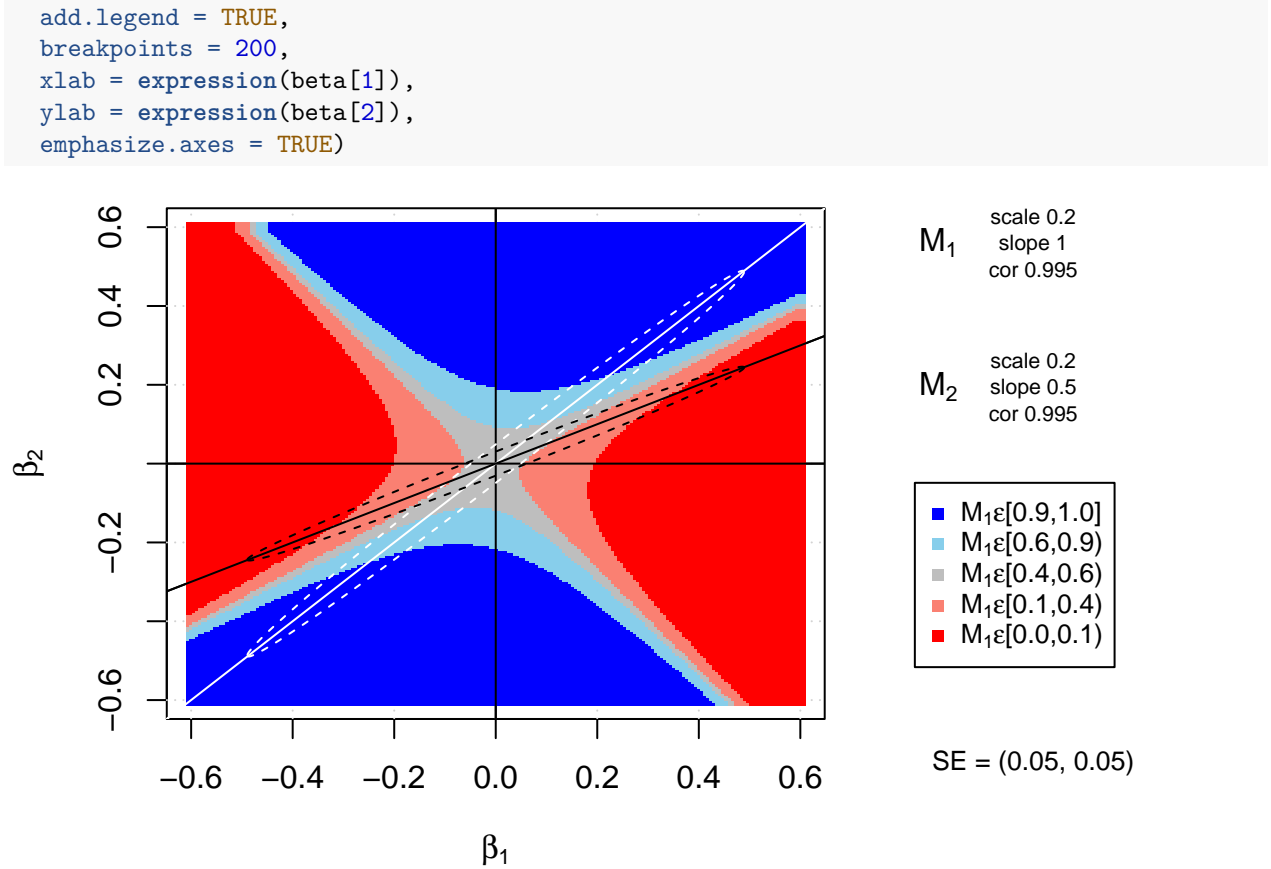 add.legend = TRUE,
breakpoints = 200,
xlab = expression(beta[1]),
ylab = expression(beta[2]),
emphasize.axes = TRUE)
0.6
0.4
0.2
−0.2
−0.6
β2
−0.6 −0.4 −0.2 0.0 0.2 0.4 0.6
β1
M1
scale 0.2
slope 1
cor 0.995
M2
scale 0.2
slope 0.5
cor 0.995
M1ε[0.9,1.0]
M1ε[0.6,0.9)
M1ε[0.4,0.6)
M1ε[0.1,0.4)
M1ε[0.0,0.1)
SE = (0.05, 0.05)